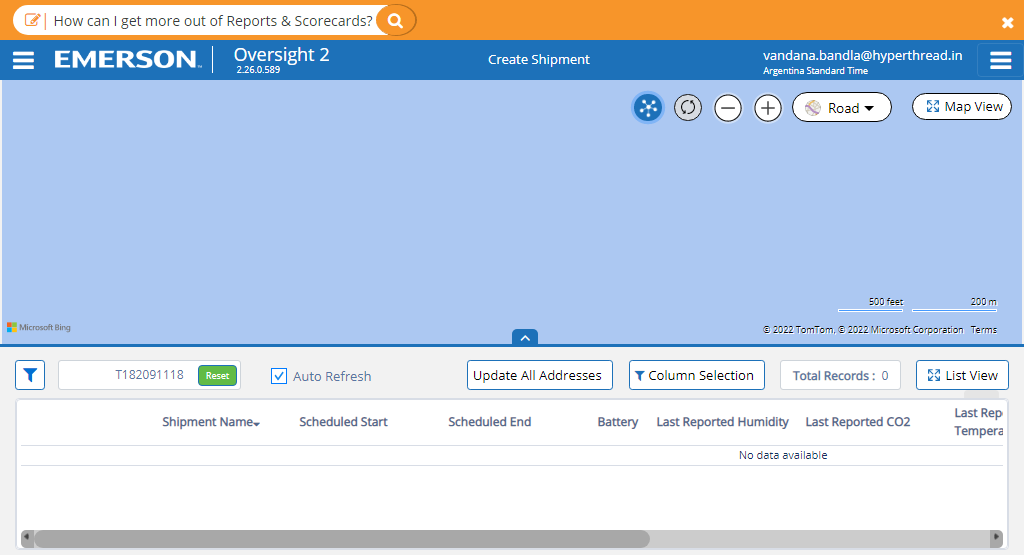 How can I get more out of Reports & Scorecards?
EMERSON™ Oversight 2 Create Shipment vandana.bandla@hyperthread.in
2.26.0.589 Argentina Standard Time
Road Map View
500 feet 200 m
Microsoft Bing © 2022 TomTom, © 2022 Microsoft Corporation Terms
T182091118 Reset Auto Refresh Update All Addresses Column Selection Total Records : 0 List View
Shipment Name Scheduled Start Scheduled End Battery Last Reported Humidity Last Reported CO2 Last Rep
Tempera
No data available